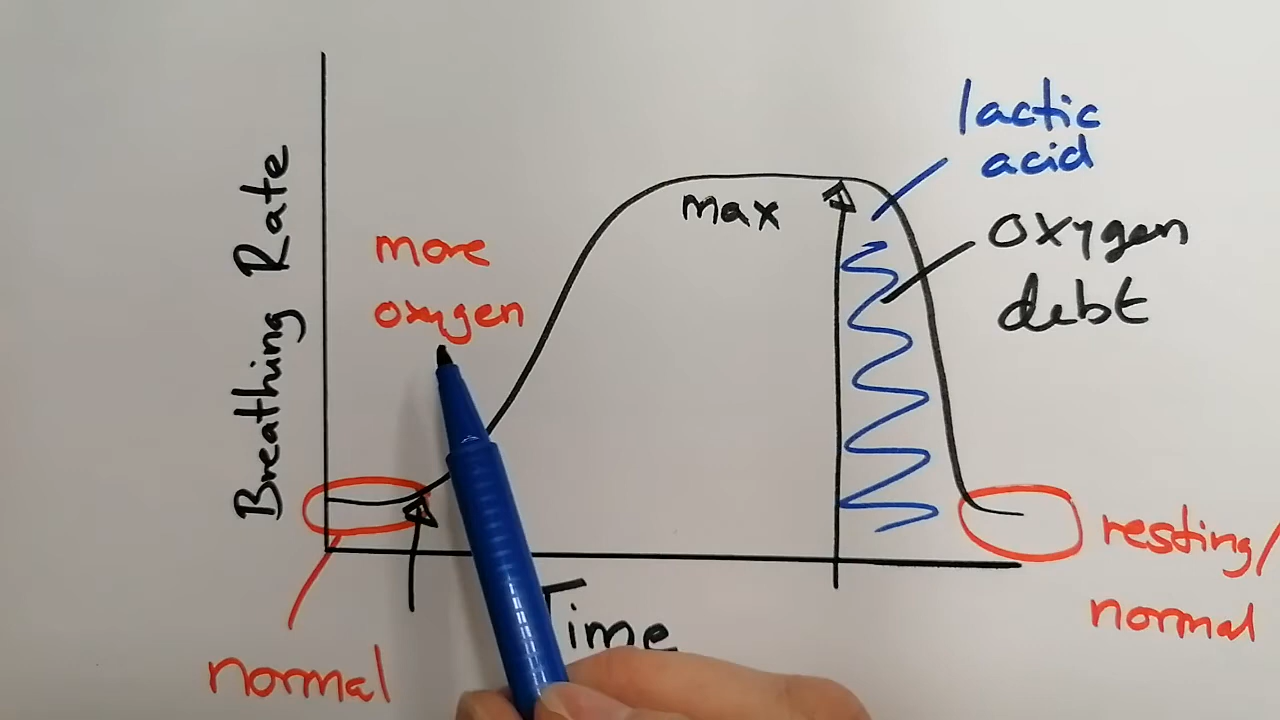 Breathing Rate
more
oxygen
max
lactic
acid
oxygen
debt
normal
Time
resting/
normal